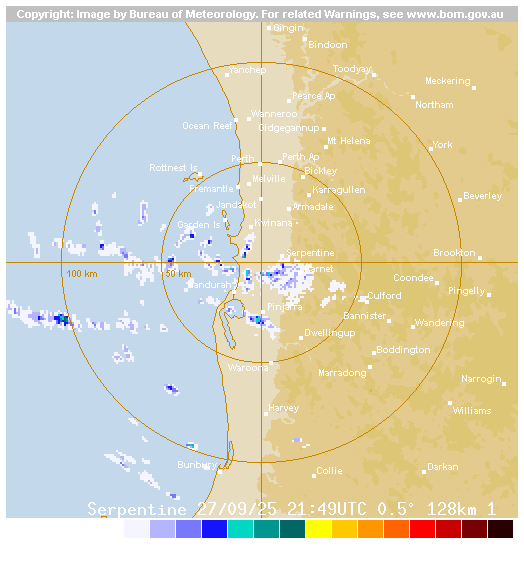 Copyright: Image by Bureau of Meteorology. For related Warnings, see www.bom.gov.au
Gingin
Bindoon
Yanchep
Toodyay
Meckering
Pearce Ap
Northam
Wanneroo
Ocean Reef
Gidgegannup
Mt Helena
York
Perth
Perth Ap
Rottnest Is
Bickley
Melville
Fremantle
Karragullen
Beverley
Jandakot
Armadale
Garden Is
Kwinana
Serpentine
Brookton
100 km
50 km
Coondee
Mandurah
Culford
Pingelly
Pinjarra
Bannister
Wandering
Dwellingup
Boddington
Waroona
Marradong
Narrogin
Harvey
Williams
Bunbury
Collie
Darkan
Serpentine 27/09/25 21:49UTC 0.5° 128km 1